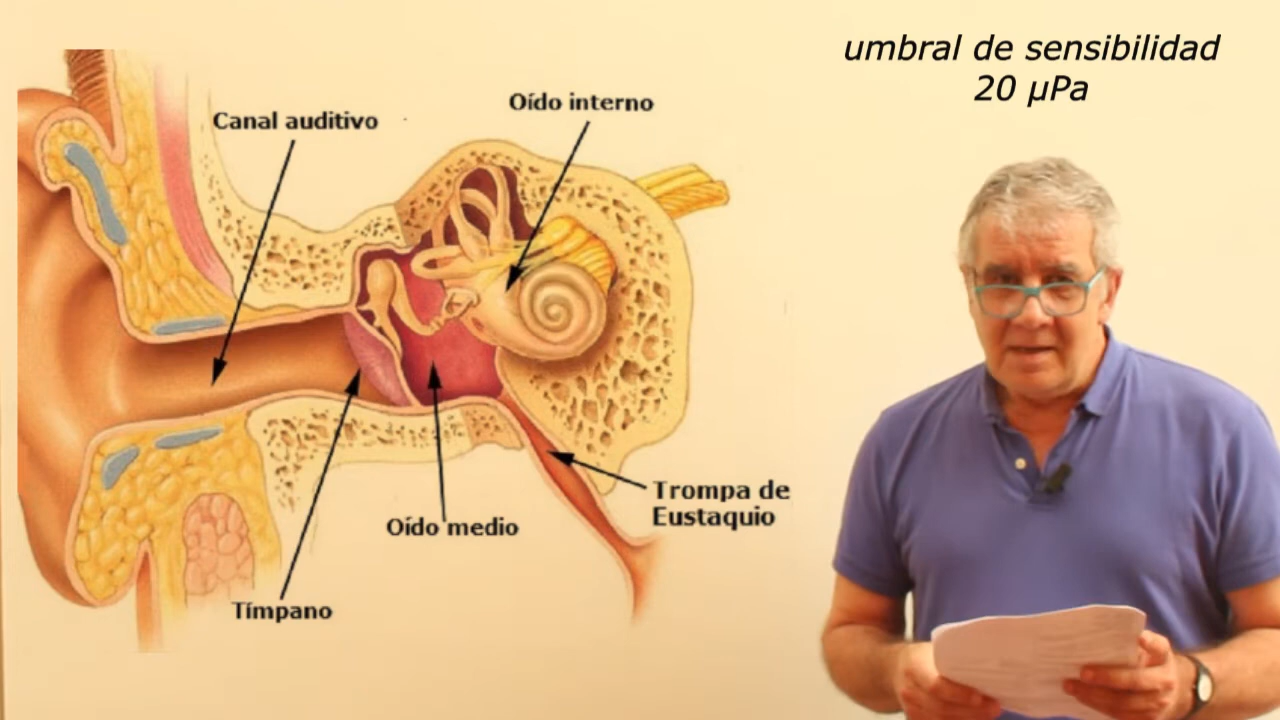 umbral de sensibilidad
20 µPa
Oído interno
Canal auditivo
Trompa de
Eustaquio
Oído medio
Tímpano